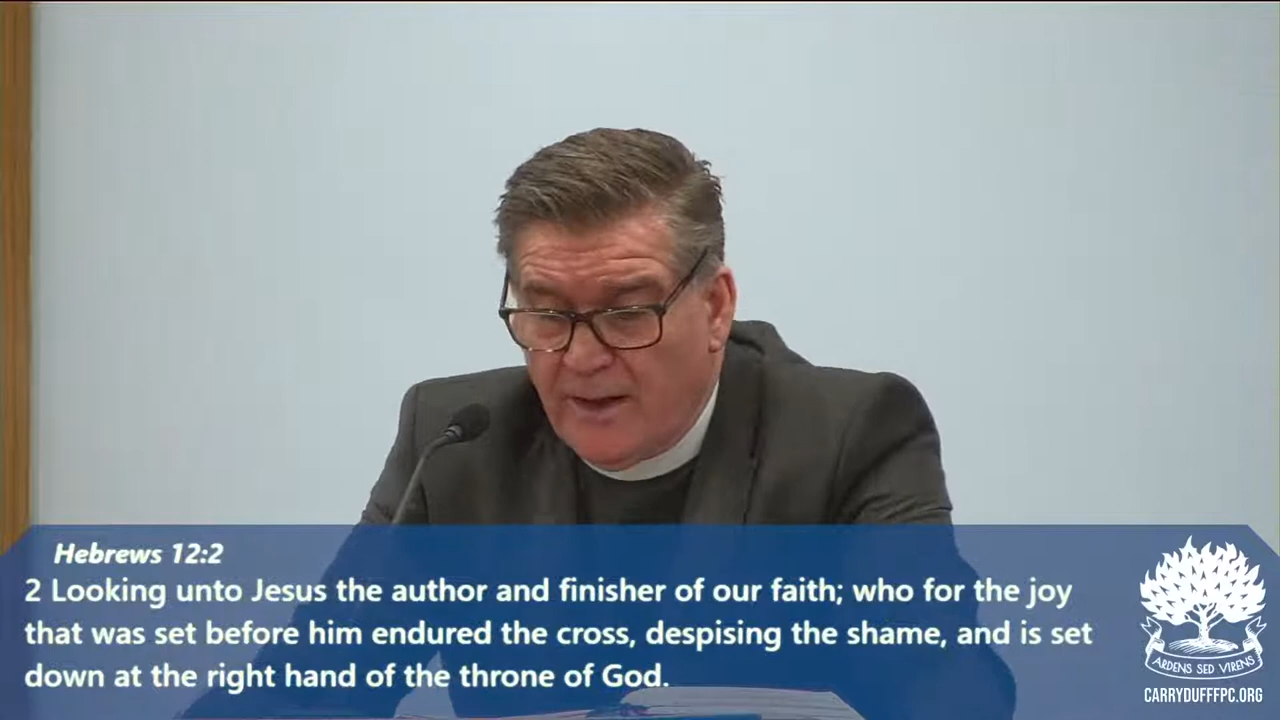 Hebrews 12:2
2 Looking unto Jesus the author and finisher of our faith; who for the joy
that was set before him endured the cross, despising the shame, and is set
down at the right hand of the throne of God.
ARDENS SED VIRENS
CARRYDUFFFPC.ORG